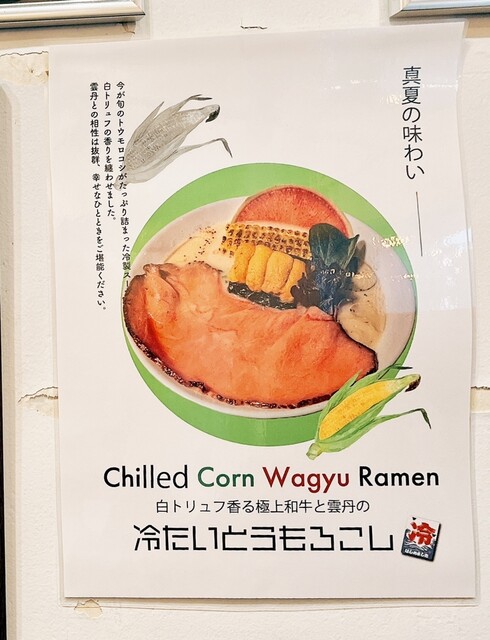 真夏の味わい
今が旬のトウモロコシがたっぷり詰まった冷製ス
白トリュフの香りを纏わせました。
雲丹との相性は抜群、幸せなひとときをご堪能ください。
Chilled Corn Wagyu Ramen
白トリュフ香る極上和牛と雲丹の
冷たいとうもろこし
冷